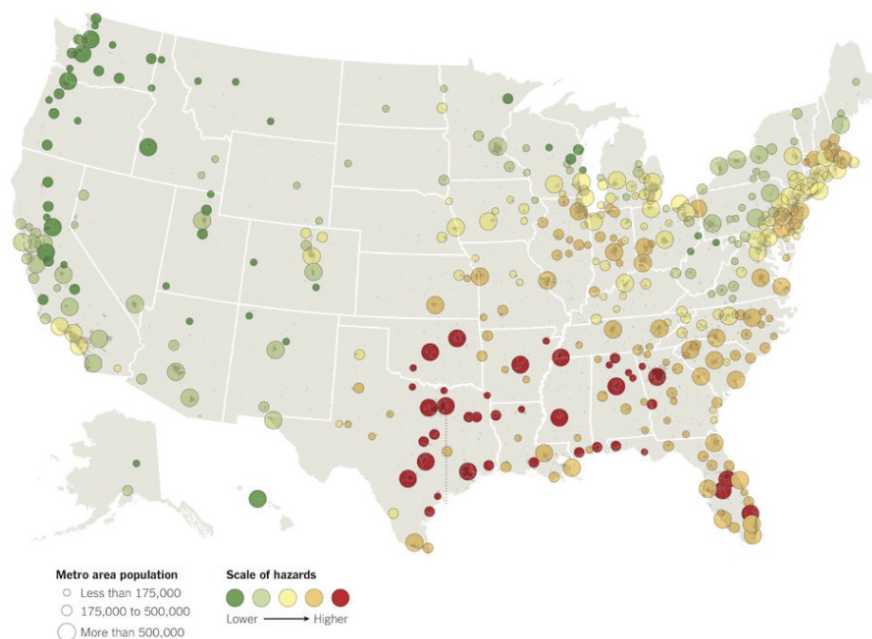 Metro area population
Less than 175,000
175,000 to 500,000
More than 500,000
Scale of hazards
Lower Higher